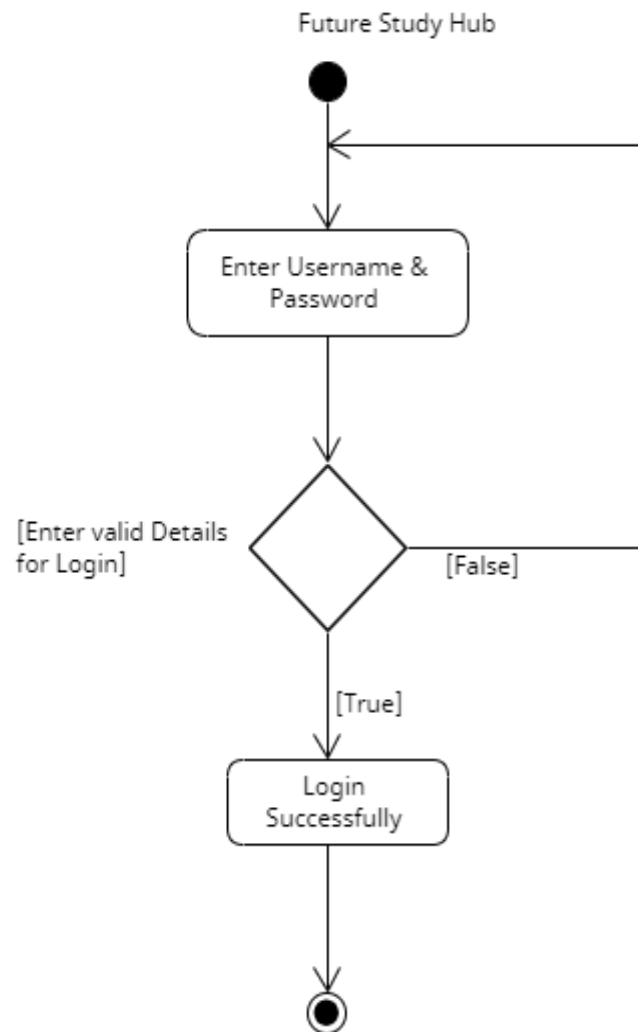 Future Study Hub
Enter Username &
Password
[Enter valid Details
for Login]
[False]
[True]
Login
Successfully